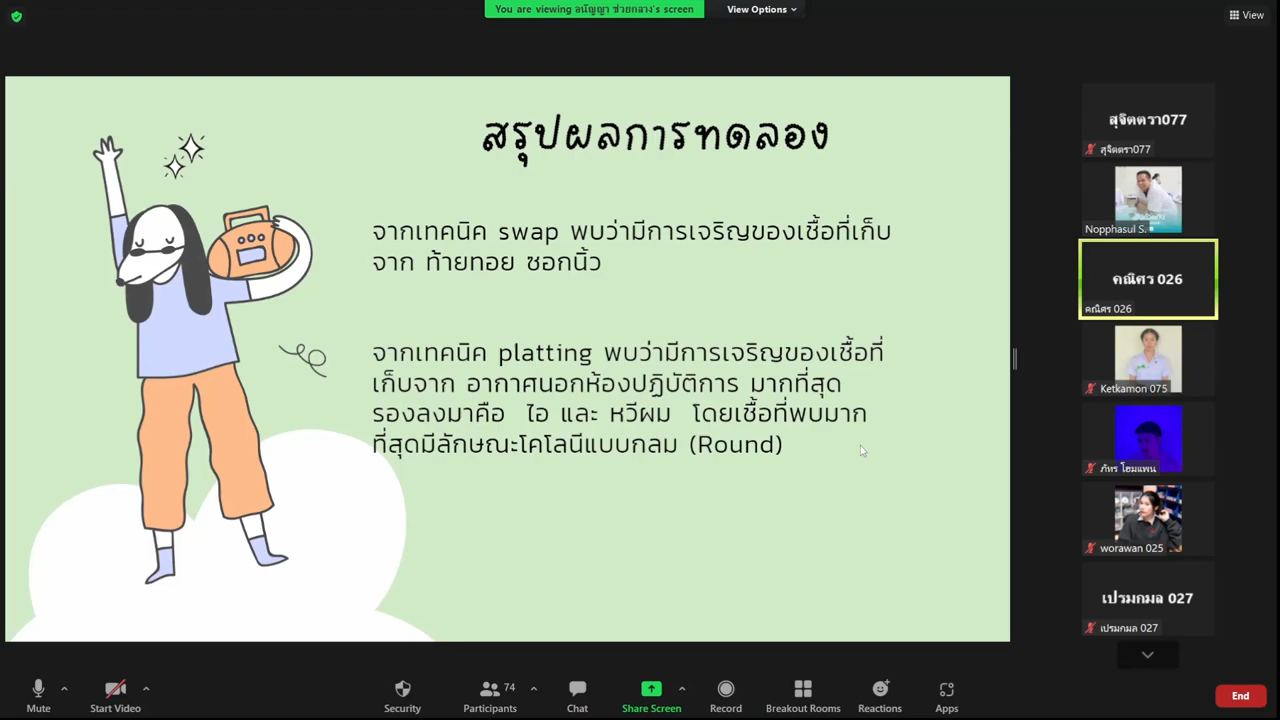 You are viewing อนัญญา ช่วยกลาง's screen
View Options
View
สรุปผลการทดลอง
จากเทคนิค swap พบว่ามีการเจริญของเชื้อที่เก็บ
จาก ท้ายทอย ซอกนิ้ว
จากเทคนิค platting พบว่ามีการเจริญของเชื้อที่
เก็บจาก อากาศนอกห้องปฏิบัติการ มากที่สุด
รองลงมาคือ ไอ และ หวีผม โดยเชื้อที่พบมาก
ที่สุดมีลักษณะโคโลนีแบบกลม (Round)
สุจิตตรา077
สุจิตตรา077
Nopphasul S.
คณิศร 026
คณิศร 026
Ketkamon 075
ภัทร โฮมแพน
worawan 025
เปรมกมล 027
เปรมกมล 027
Mute
Start Video
Security
74
Participants
Chat
Share Screen
Record
Breakout Rooms
Reactions
Apps
End